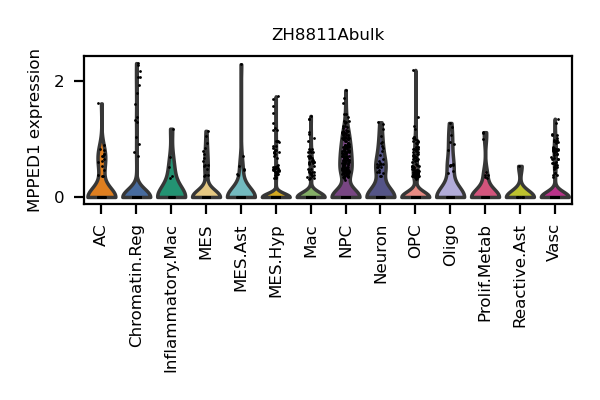 ZH8811Abulk
MPPED1 expression
2
0
AC
Chromatin.Reg
Inflammatory.Mac
MES
MES.Ast
MES.Hyp
Mac
NPC
Neuron
OPC
Oligo
Prolif.Metab
Reactive.Ast
Vasc